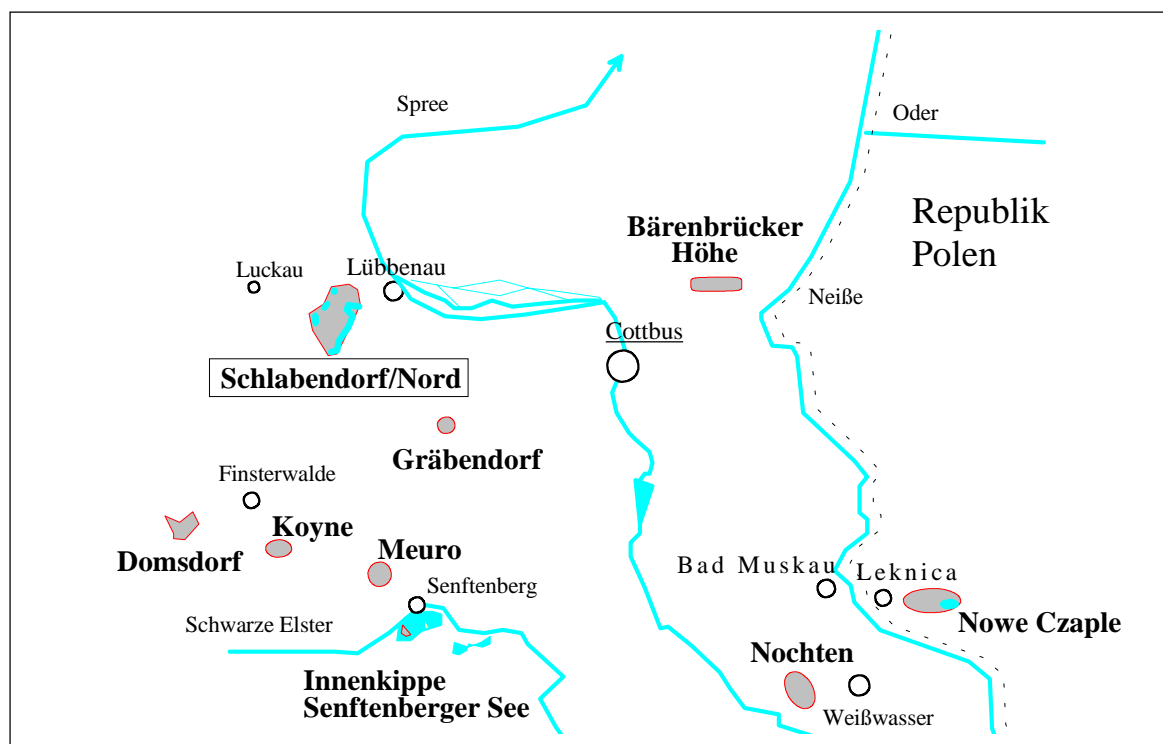 Spree
Oder
Republik
Polen
Bärenbrücker
Höhe
Luckau
Lübbenau
Neiße
Cottbus
Schlabendorf/Nord
Gräbendorf
Finsterwalde
Koyne
Domsdorf
Meuro
Bad Muskau
Leknica
Senftenberg
Schwarze Elster
Nowe Czaple
Nochten
Innenkippe
Senftenberger See
Weißwasser